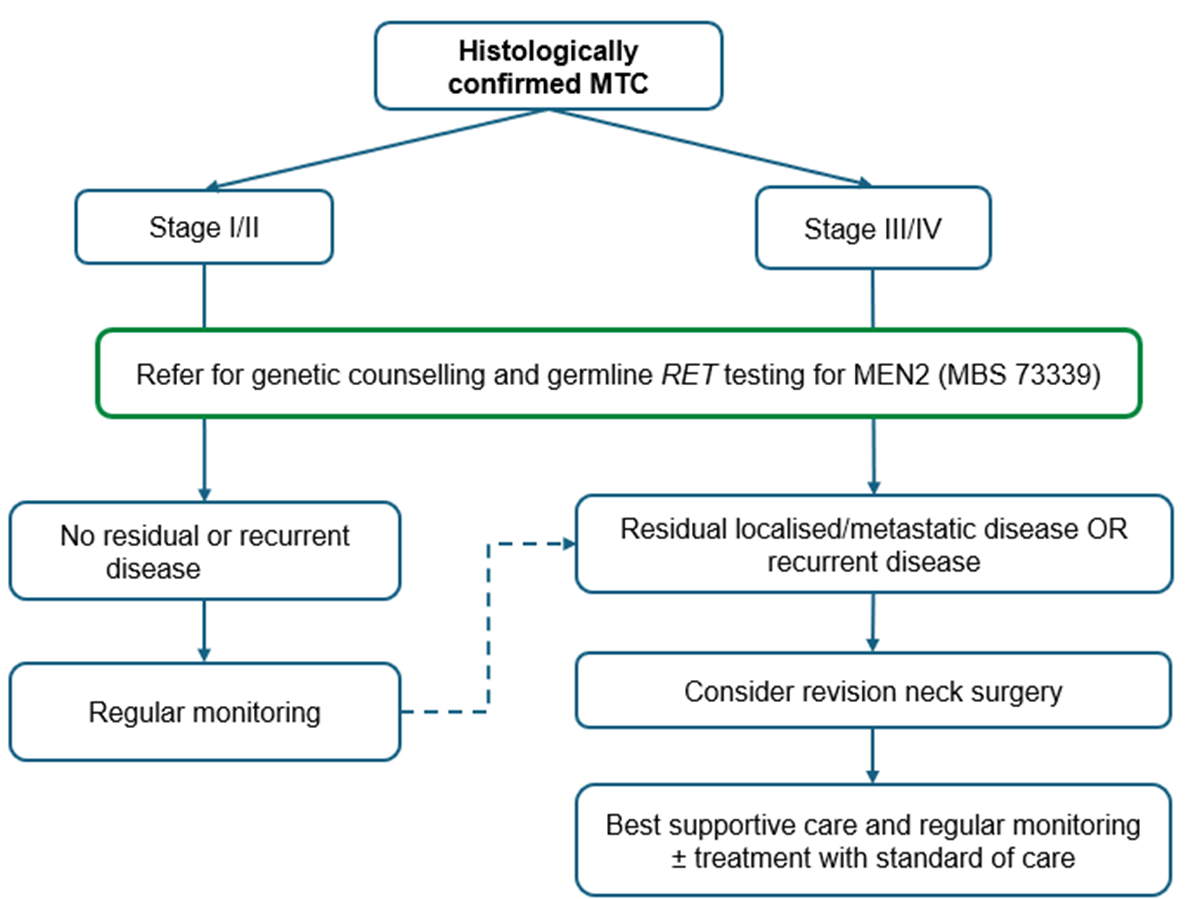 Histologically
confirmed MTC
Stage I/II
Stage III/IV
Refer for genetic counselling and germline RET testing for MEN2 (MBS 73339)
No residual or recurrent
disease
Residual localised/metastatic disease OR
recurrent disease
Regular monitoring
Consider revision neck surgery
Best supportive care and regular monitoring
± treatment with standard of care